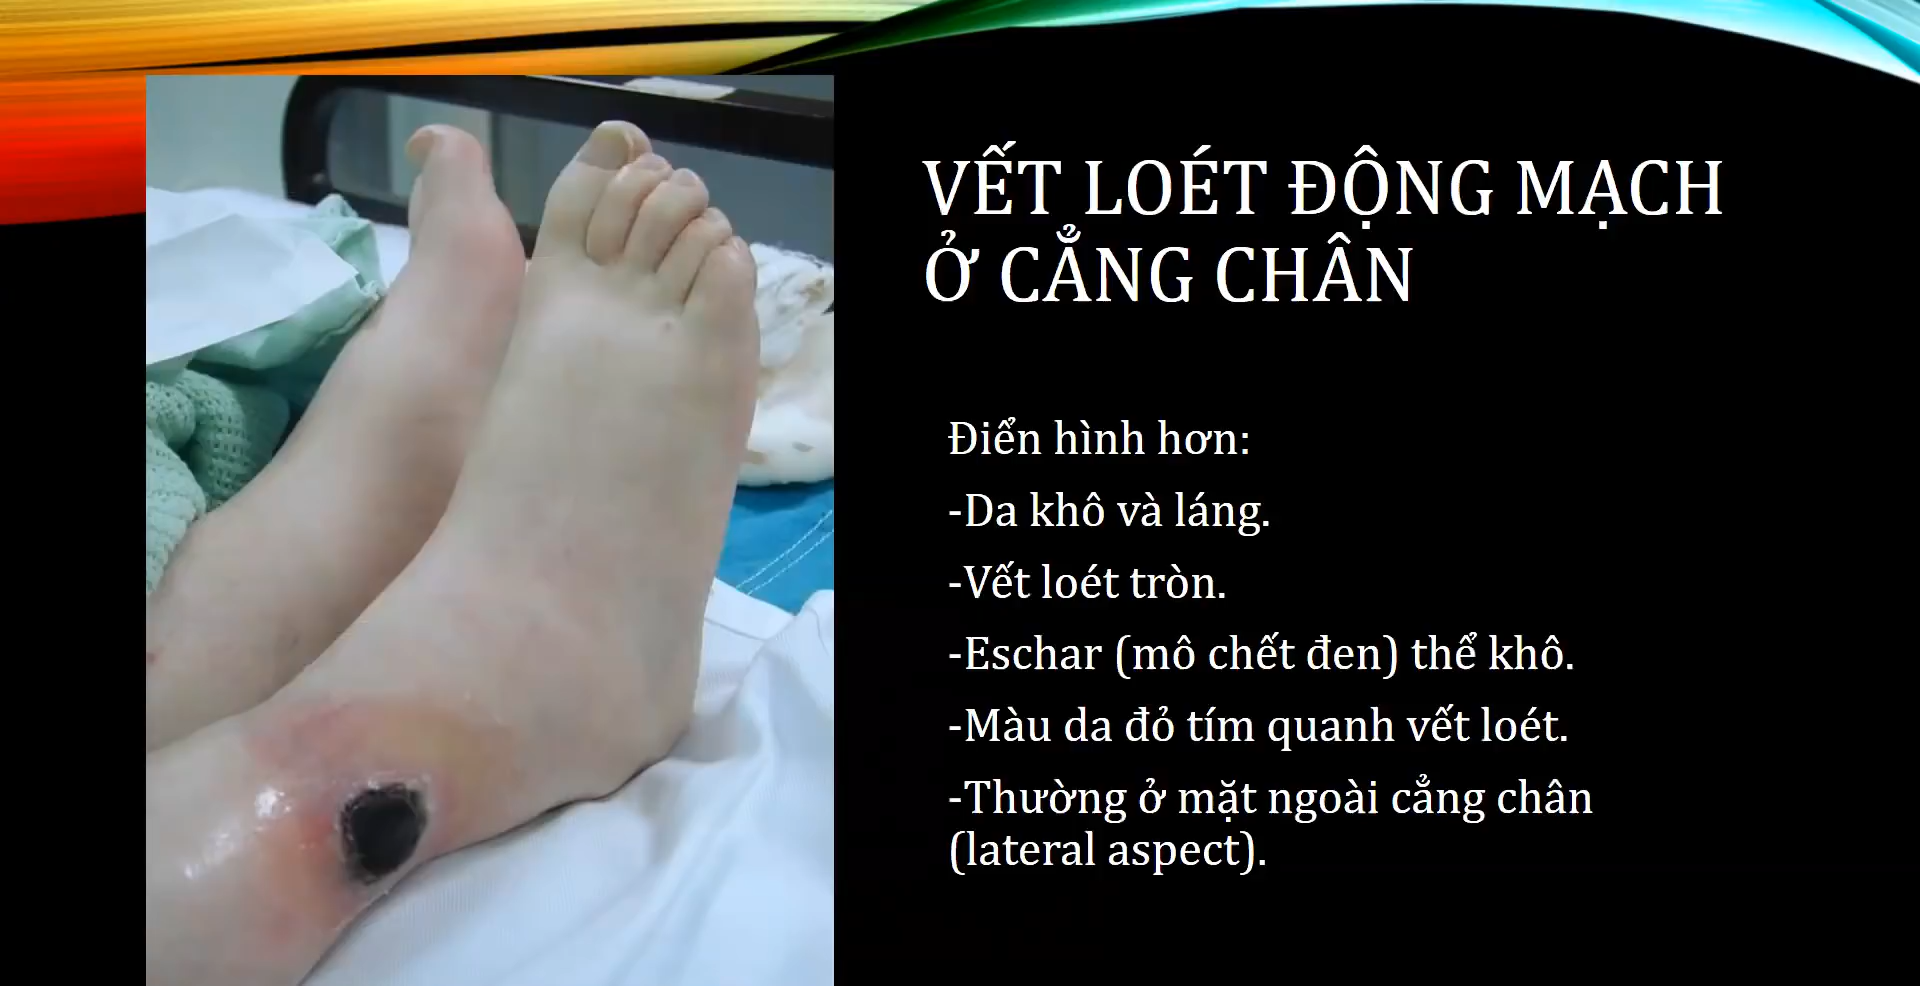 VẾT LOÉT ĐỘNG MẠCH
Ở CẲNG CHÂN
Điển hình hơn:
-Da khô và láng.
-Vết loét tròn.
-Eschar (mô chết đen) thể khô.
-Màu da đỏ tím quanh vết loét.
-Thường ở mặt ngoài cẳng chân
(lateral aspect).